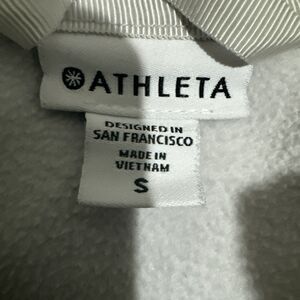 ATHLETA
DESIGNED IN
SAN FRANCISCO
MADE IN
VIETNAM
S